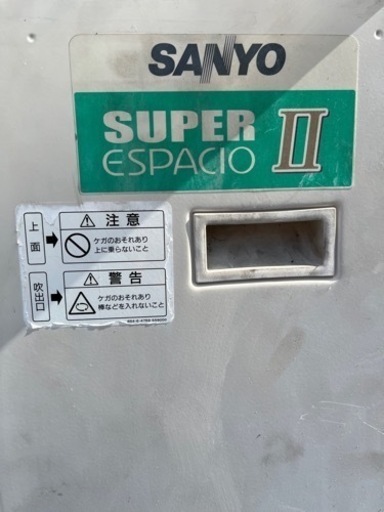 SANYO
SUPER II
ESPACIO
上面
注意
ケガのおそれあり
上に乗らないこと
吹出口
警告
ケガのおそれあり
棒などを入れないこと